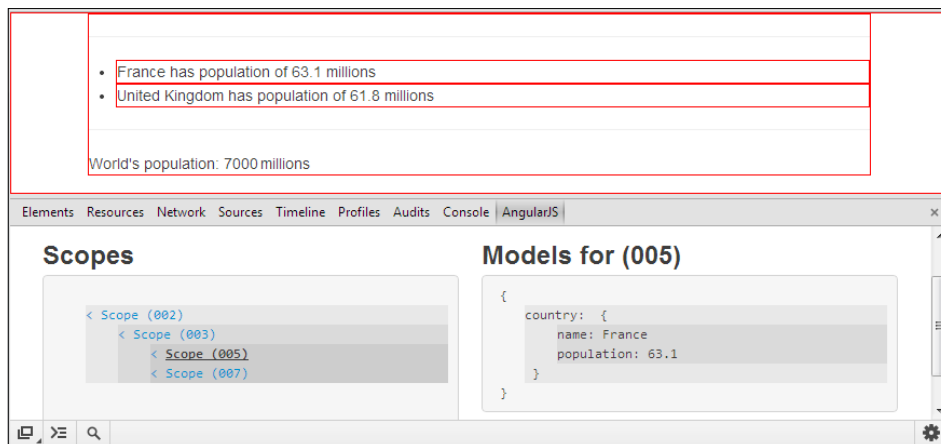 France has population of 63.1 millions
United Kingdom has population of 61.8 millions
World's population: 7000 millions
Elements Resources Network Sources Timeline Profiles Audits Console AngularJS ×
Scopes
< Scope (002)
< Scope (003)
< Scope (005)
< Scope (007)
Models for (005)
{
country: {
name: France
population: 63.1
}
}